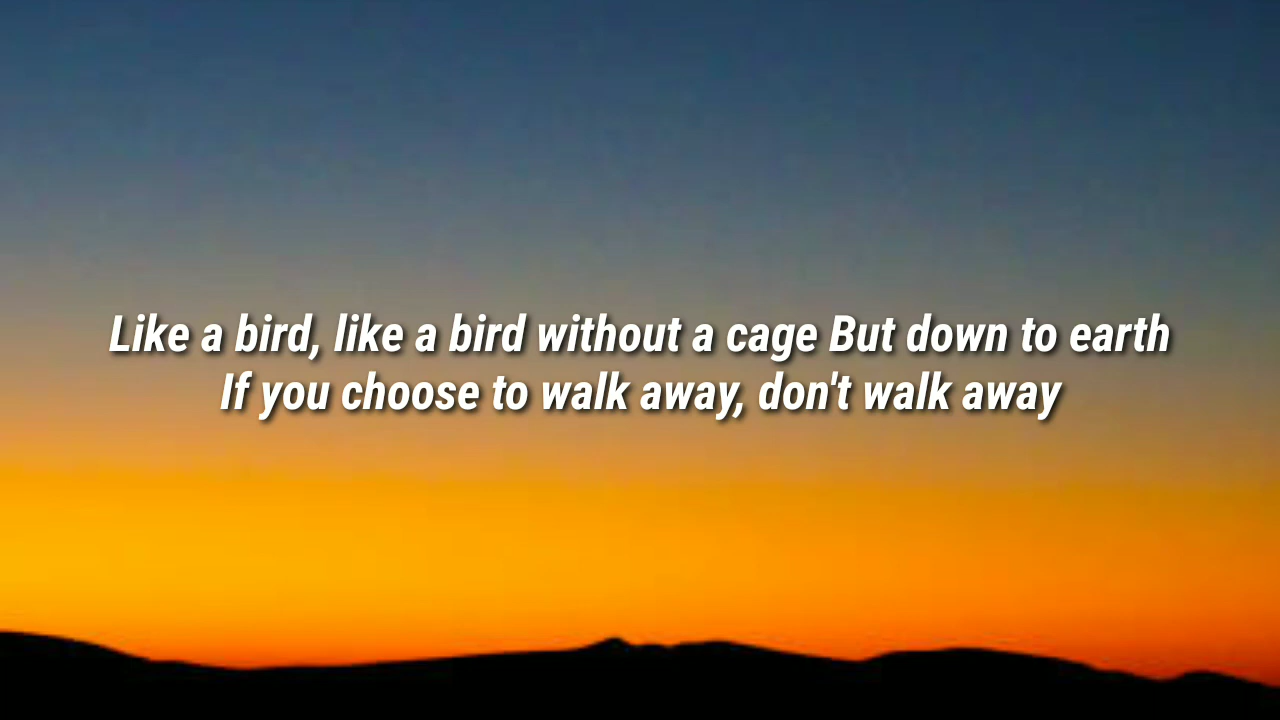 Like a bird, like a bird without a cage But down to earth
If you choose to walk away, don't walk away